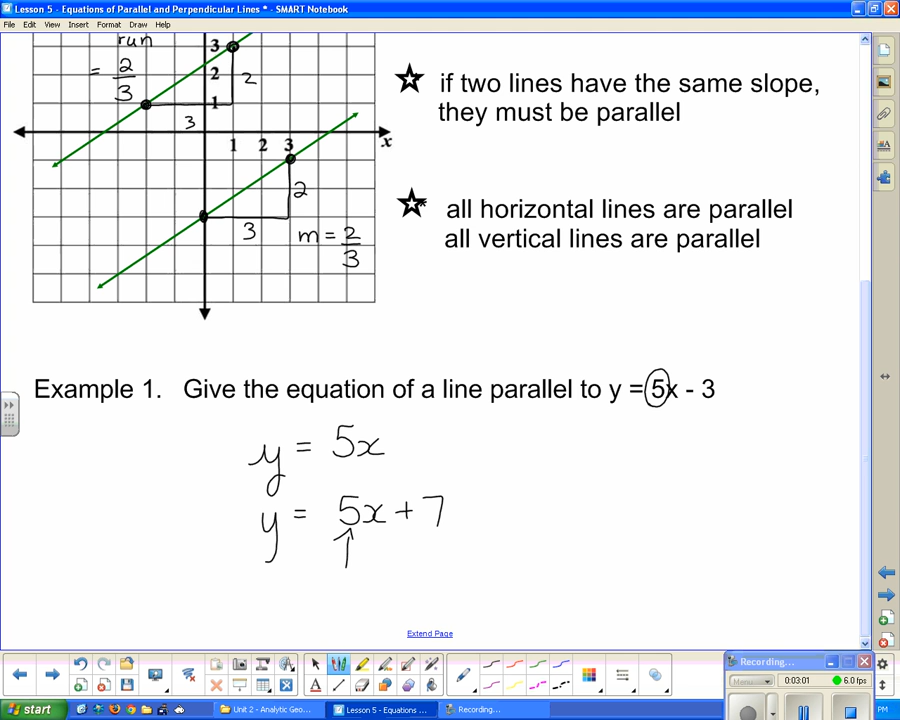 Lesson 5 - Equations of Parallel and Perpendicular Lines * - SMART Notebook
File Edit View Insert Format Draw Help
run
= 2/3
3
2
1
2
3
x
1 2 3
2
3
m = 2/3
☆ if two lines have the same slope,
they must be parallel
☆ all horizontal lines are parallel
all vertical lines are parallel
Example 1. Give the equation of a line parallel to y = 5x - 3
y = 5x
y = 5x + 7
Extend Page
Recording...
Menu
0:03:01 6.0 fps
start
Unit 2 - Analytic Geo...
Lesson 5 - Equations ...
Recording...
PM